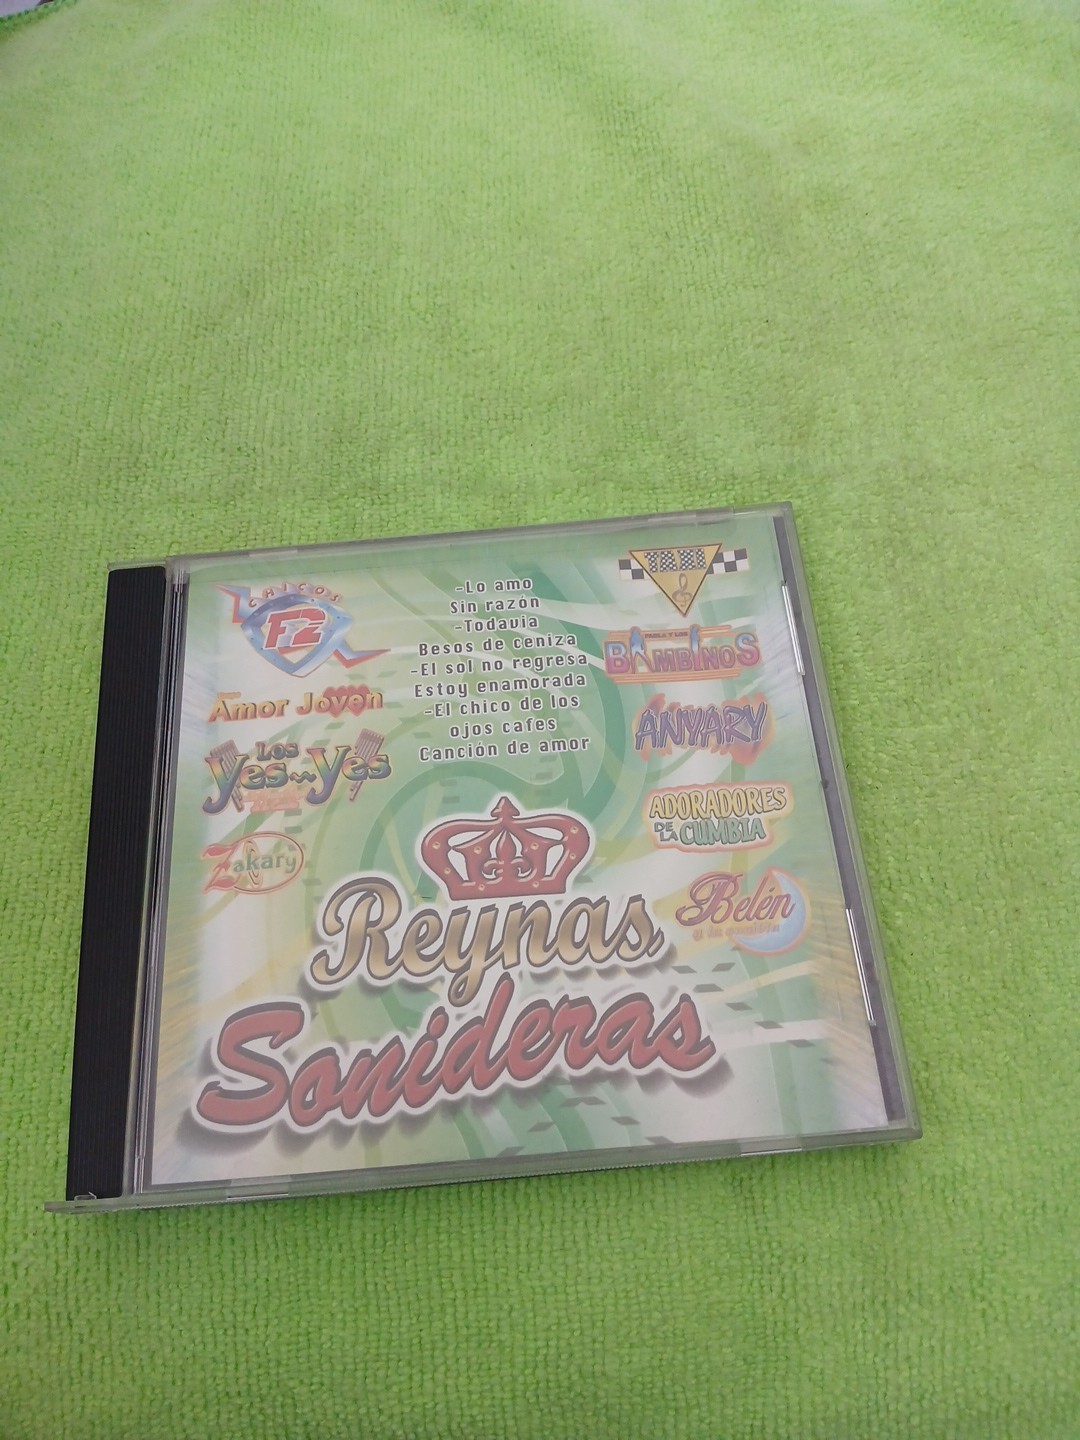 CHICOS
F2
Amor Joven
Los
Yes Yes
Zakary
-Lo amo
Sin razón
-Todavia
Besos de ceniza
-El sol no regresa
Estoy enamorada
-El chico de los
ojos cafes
Canción de amor
BAMBINOS
ANYARY
ADORADORES
DE LA CUMBIA
Belén
Reynas
Sonideras